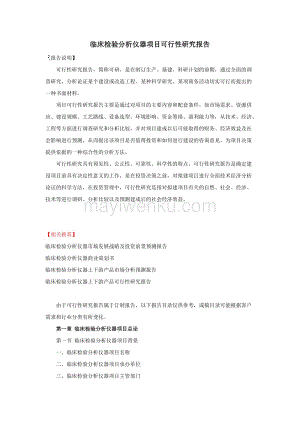 临床检验分析仪器项目可行性研究报告
【报告说明】
可行性研究报告，简称可研，是在制订生产、基建、科研计划的前期，通过全面的调
查研究，分析论证某个建设或改造工程、某种科学研究、某项商务活动切实可行而提出的
一种书面材料。
项目可行性研究报告主要是通过对项目的主要内容和配套条件，如市场需求、资源供
应、建设规模、工艺路线、设备选型、环境影响、资金筹措、盈利能力等，从技术、经济、
工程等方面进行调查研究和分析比较，并对项目建成以后可能取得的财务、经济效益及社
会影响进行预测，从而提出该项目是否值得投资和如何进行建设的咨询意见，为项目决策
提供依据的一种综合性的分析方法。
可行性研究具有预见性、公正性、可靠性、科学性的特点。可行性研究报告是确定建
设项目前具有决定性意义的工作，是在投资决策之前，对拟建项目进行全面技术经济分析
论证的科学方法，在投资管理中，可行性研究是指对拟建项目有关的自然、社会、经济、
技术等进行调研、分析比较以及预测建成后的社会经济效益。
mayiwenku.com
【相关推荐】
临床检验分析仪器市场发展战略及投资前景预测报告
临床检验分析仪器商业策划书
临床检验分析仪器上下游产品市场分析预测报告
临床检验分析仪器上下游产品行业研究报告
由于可行性研究报告属于订制报告，以下报告目录仅供参考，成稿目录可能根据客户
需求和行业分类有所变化。
第一章 临床检验分析仪器项目总论
第一节 临床检验分析仪器项目背景
一、临床检验分析仪器项目名称
二、临床检验分析仪器项目承办单位
三、临床检验分析仪器项目主管部门